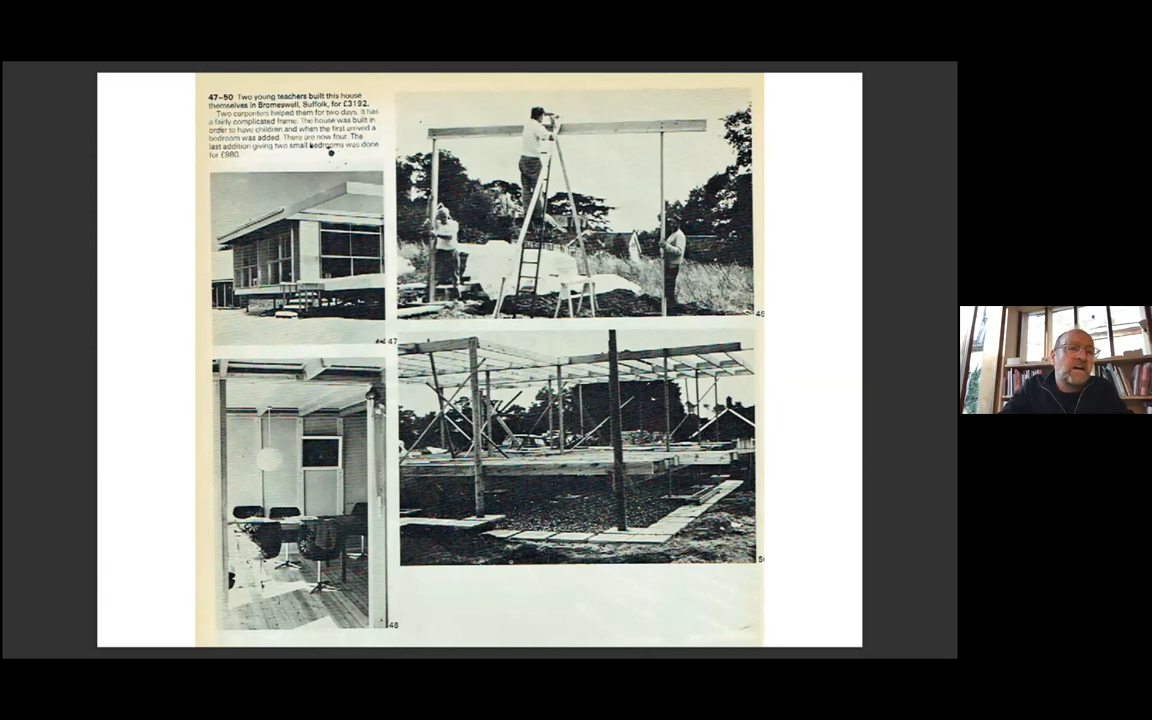 47–50 Two young teachers built this house
themselves in Bromeswell, Suffolk, for £3192.
Two carpenters helped them for two days. It has
a fairly complicated frame. The house was built in
order to have children and when the first arrived a
bedroom was added. There are now four. The
last addition giving two small bedrooms was done
for £980.
47
48